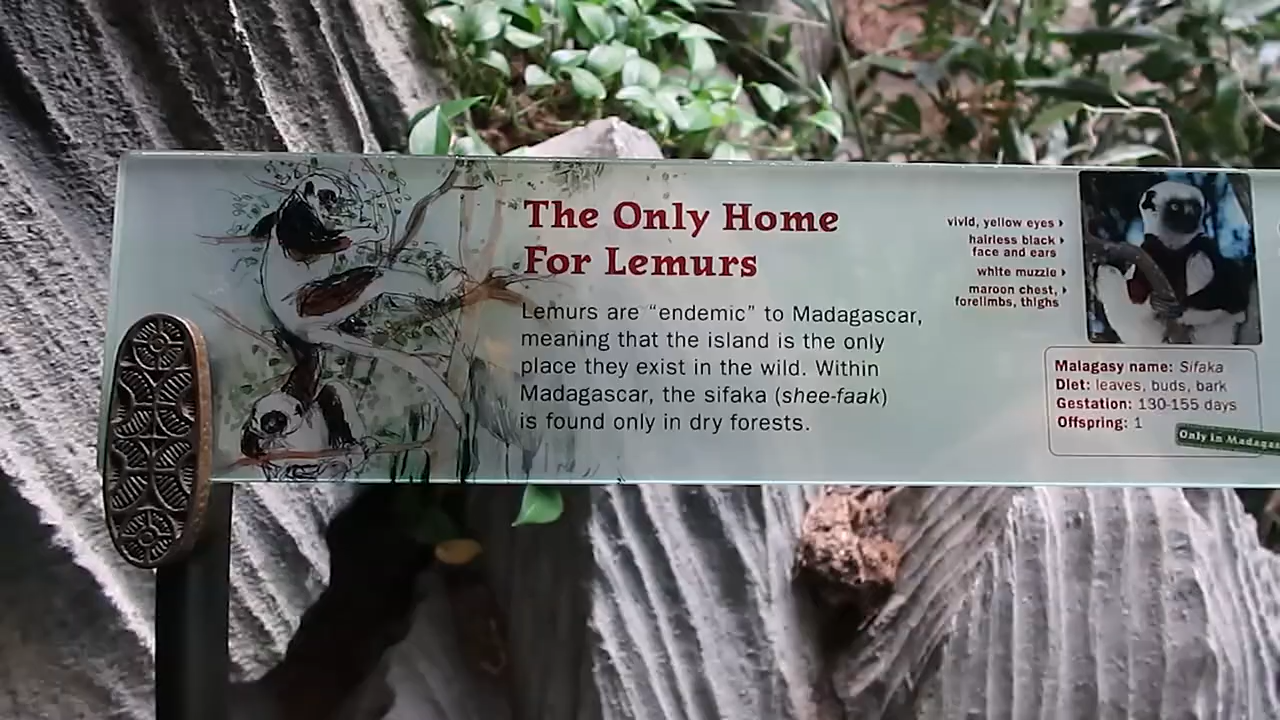 The Only Home
For Lemurs
Lemurs are “endemic” to Madagascar,
meaning that the island is the only
place they exist in the wild. Within
Madagascar, the sifaka (shee-faak)
is found only in dry forests.
vivid, yellow eyes
hairless black
face and ears
white muzzle
maroon chest,
forelimbs, thighs
Malagasy name: Sifaka
Diet: leaves, buds, bark
Gestation: 130-155 days
Offspring: 1
Only in Madagas